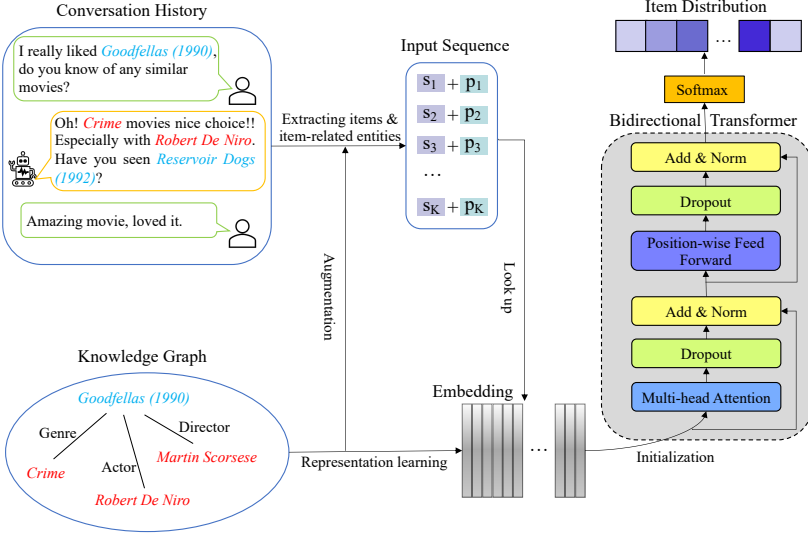 Conversation History
I really liked Goodfellas (1990),
do you know of any similar
movies?
Oh! Crime movies nice choice!!
Especially with Robert De Niro.
Have you seen Reservoir Dogs
(1992)?
Amazing movie, loved it.
Extracting items &
item-related entities
Augmentation
Input Sequence
s1 + p1
s2 + p2
s3 + p3
...
sK + pK
Look up
Knowledge Graph
Goodfellas (1990)
Genre
Director
Actor
Crime
Martin Scorsese
Robert De Niro
Representation learning
Embedding
...
Initialization
Item Distribution
...
Softmax
Bidirectional Transformer
Add & Norm
Dropout
Position-wise Feed
Forward
Add & Norm
Dropout
Multi-head Attention